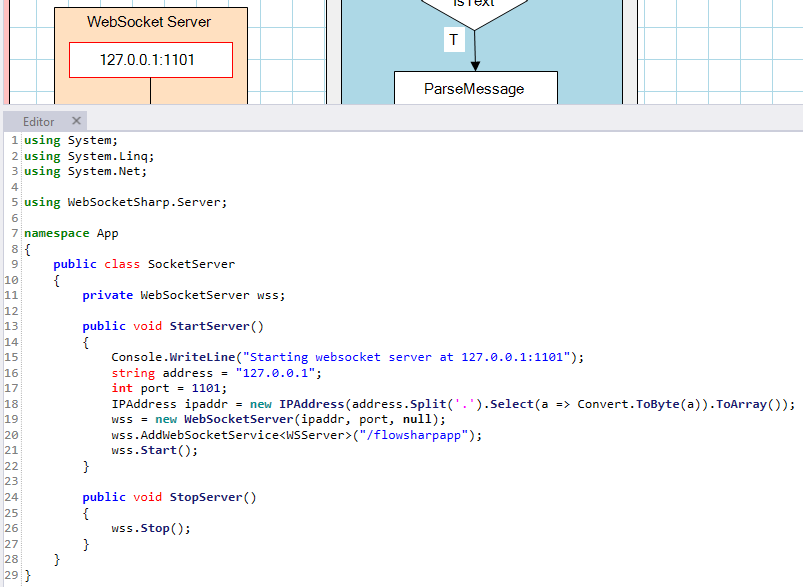 WebSocket Server
127.0.0.1:1101
IsText
T
ParseMessage
Editor ✕
1 using System;
2 using System.Linq;
3 using System.Net;
4
5 using WebSocketSharp.Server;
6
7 namespace App
8 {
9     public class SocketServer
10     {
11         private WebSocketServer wss;
12
13         public void StartServer()
14         {
15             Console.WriteLine("Starting websocket server at 127.0.0.1:1101");
16             string address = "127.0.0.1";
17             int port = 1101;
18             IPAddress ipaddr = new IPAddress(address.Split('.').Select(a => Convert.ToByte(a)).ToArray());
19             wss = new WebSocketServer(ipaddr, port, null);
20             wss.AddWebSocketService<WSServer>("/flowsharpapp");
21             wss.Start();
22         }
23
24         public void StopServer()
25         {
26             wss.Stop();
27         }
28     }
29 }